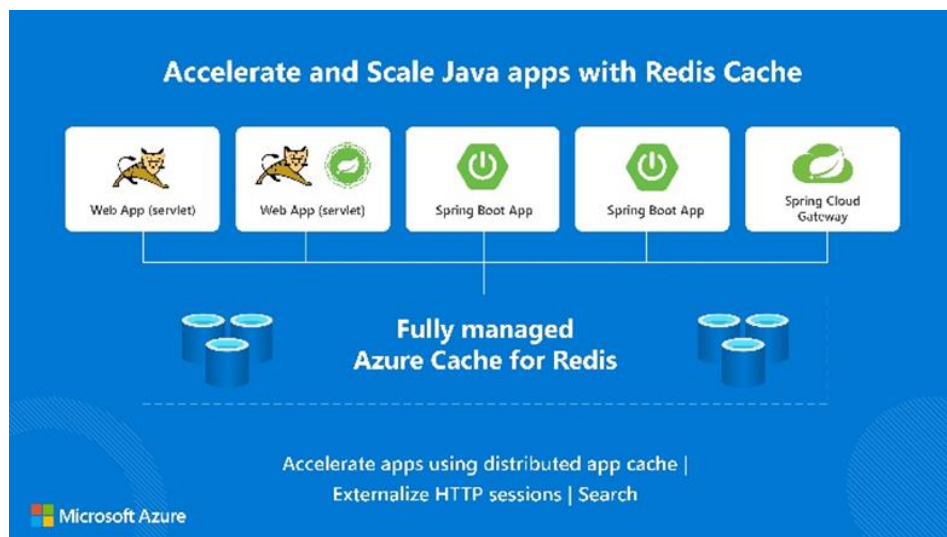 Accelerate and Scale Java apps with Redis Cache
Web App (servlet)
Web App (servlet)
Spring Boot App
Spring Boot App
Spring Cloud
Gateway
Fully managed
Azure Cache for Redis
Accelerate apps using distributed app cache |
Externalize HTTP sessions | Search
Microsoft Azure